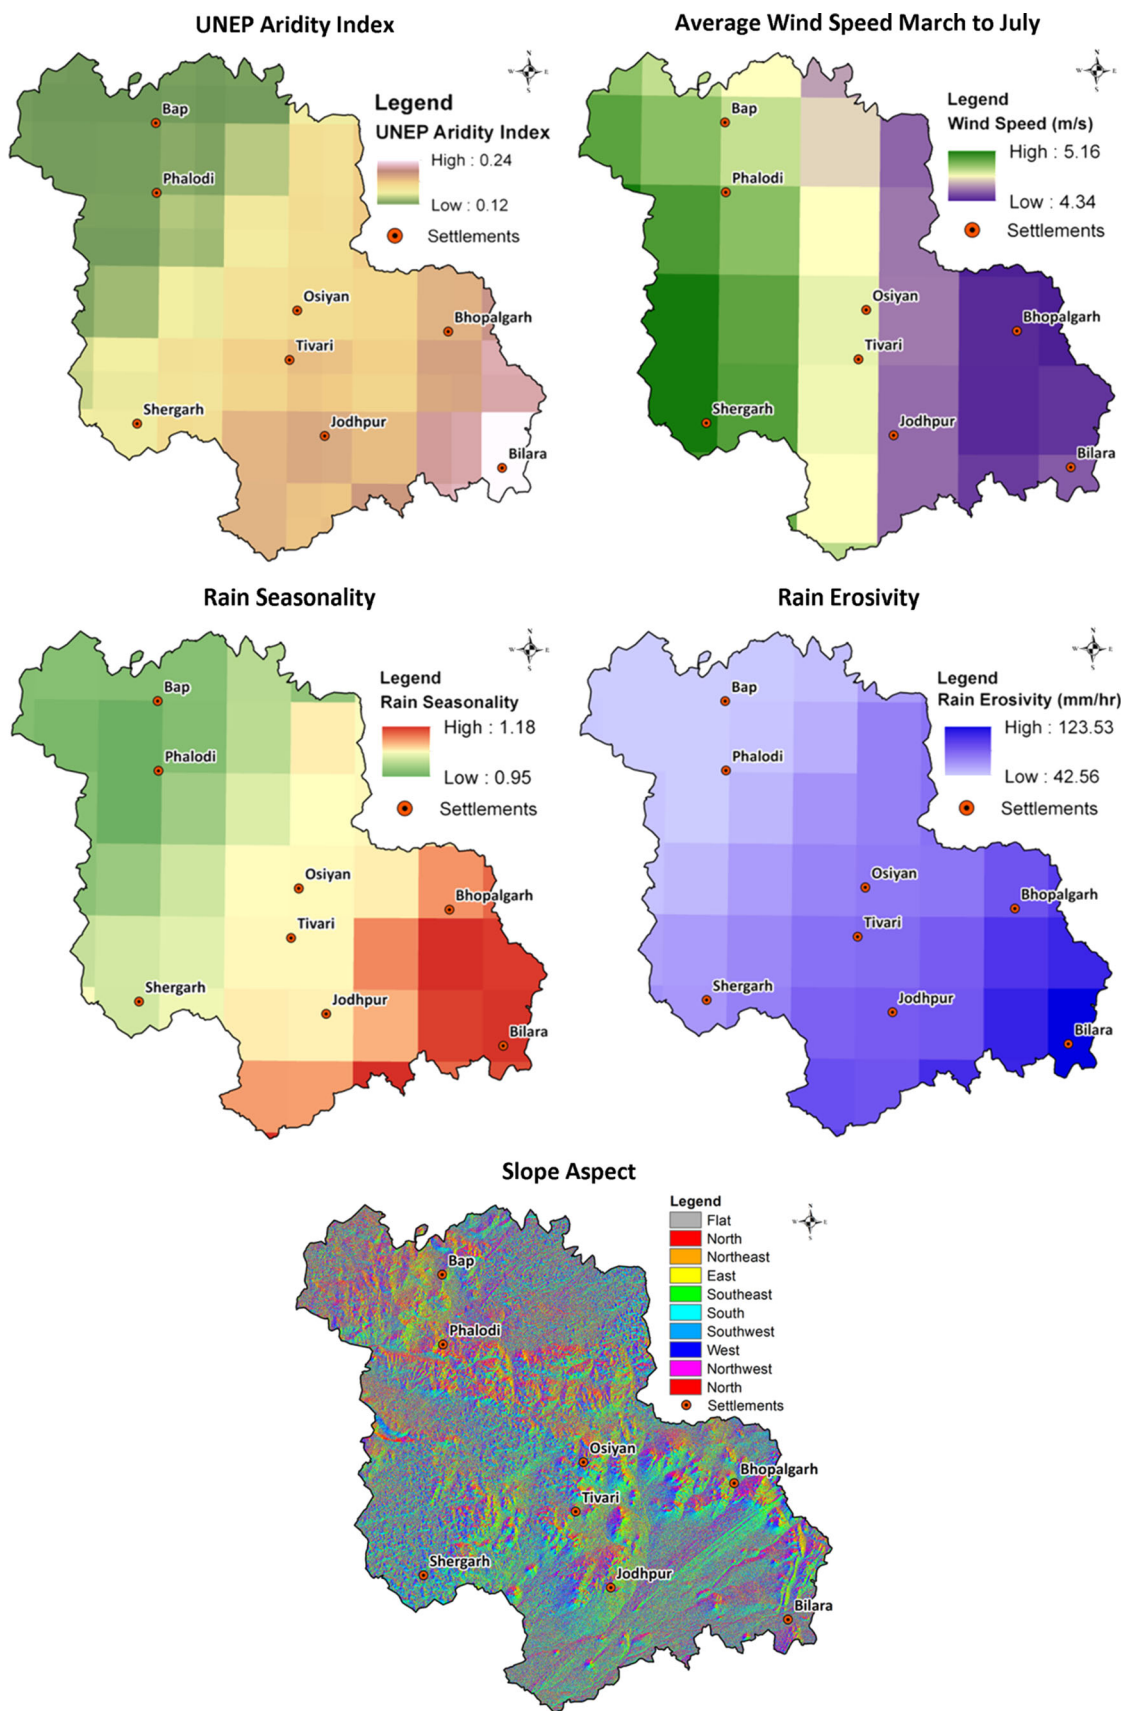 UNEP Aridity Index
Average Wind Speed March to July
N
W E
S
Legend
UNEP Aridity Index
High : 0.24
Low : 0.12
Settlements
Bap
Phalodi
Osiyan
Bhopalgarh
Tivari
Shergarh
Jodhpur
Bilara
N
W E
S
Legend
Wind Speed (m/s)
High : 5.16
Low : 4.34
Settlements
Bap
Phalodi
Osiyan
Bhopalgarh
Tivari
Shergarh
Jodhpur
Bilara
Rain Seasonality
Rain Erosivity
N
W E
S
Legend
Rain Seasonality
High : 1.18
Low : 0.95
Settlements
Bap
Phalodi
Osiyan
Bhopalgarh
Tivari
Shergarh
Jodhpur
Bilara
N
W E
S
Legend
Rain Erosivity (mm/hr)
High : 123.53
Low : 42.56
Settlements
Bap
Phalodi
Osiyan
Bhopalgarh
Tivari
Shergarh
Jodhpur
Bilara
Slope Aspect
N
W E
S
Legend
Flat
North
Northeast
East
Southeast
South
Southwest
West
Northwest
North
Settlements
Bap
Phalodi
Osiyan
Bhopalgarh
Tivari
Shergarh
Jodhpur
Bilara